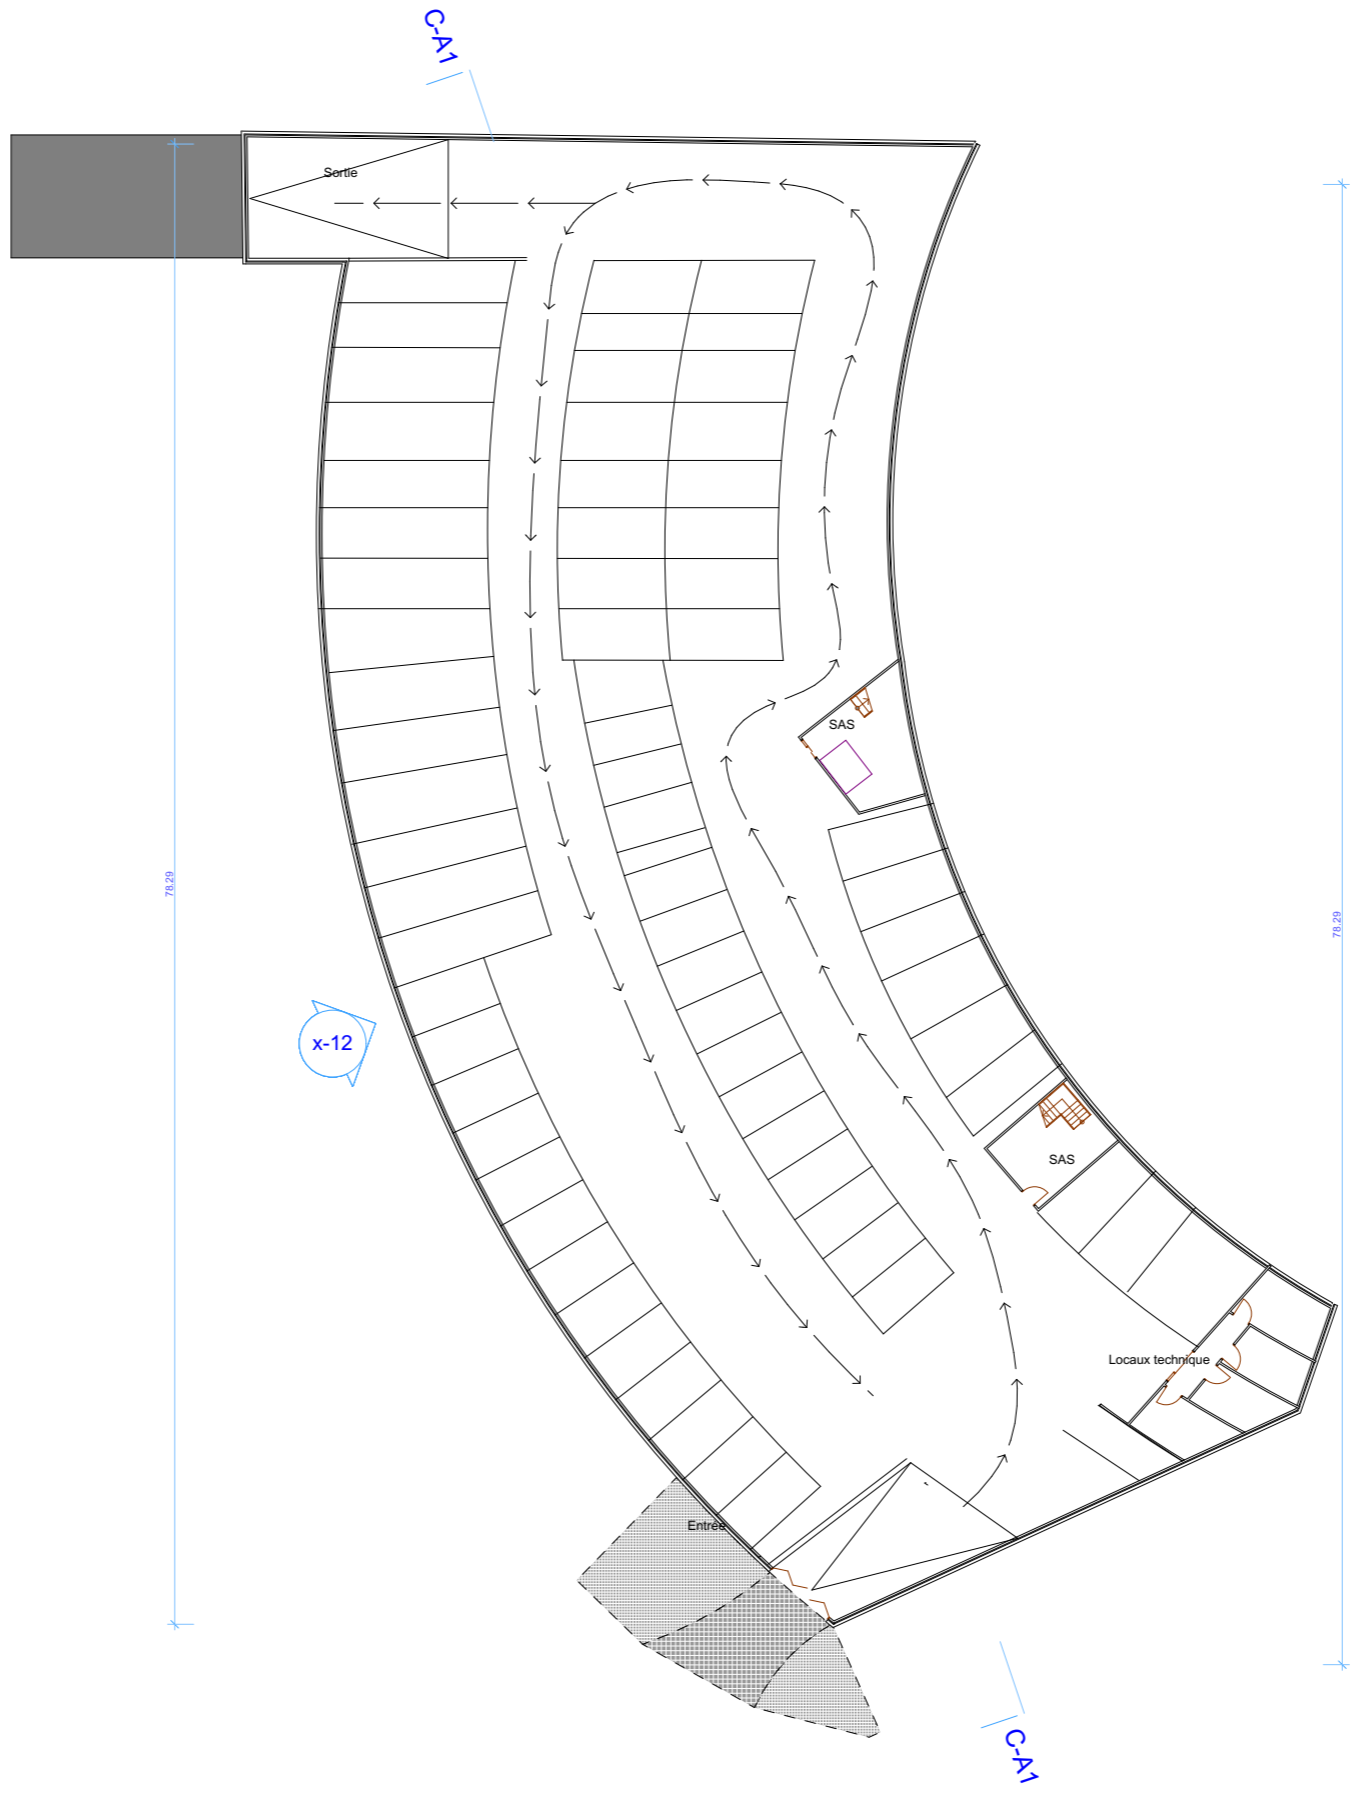 C-A1
Sortie
SAS
78.29
78.29
x-12
SAS
Locaux technique
Entrée
C-A1